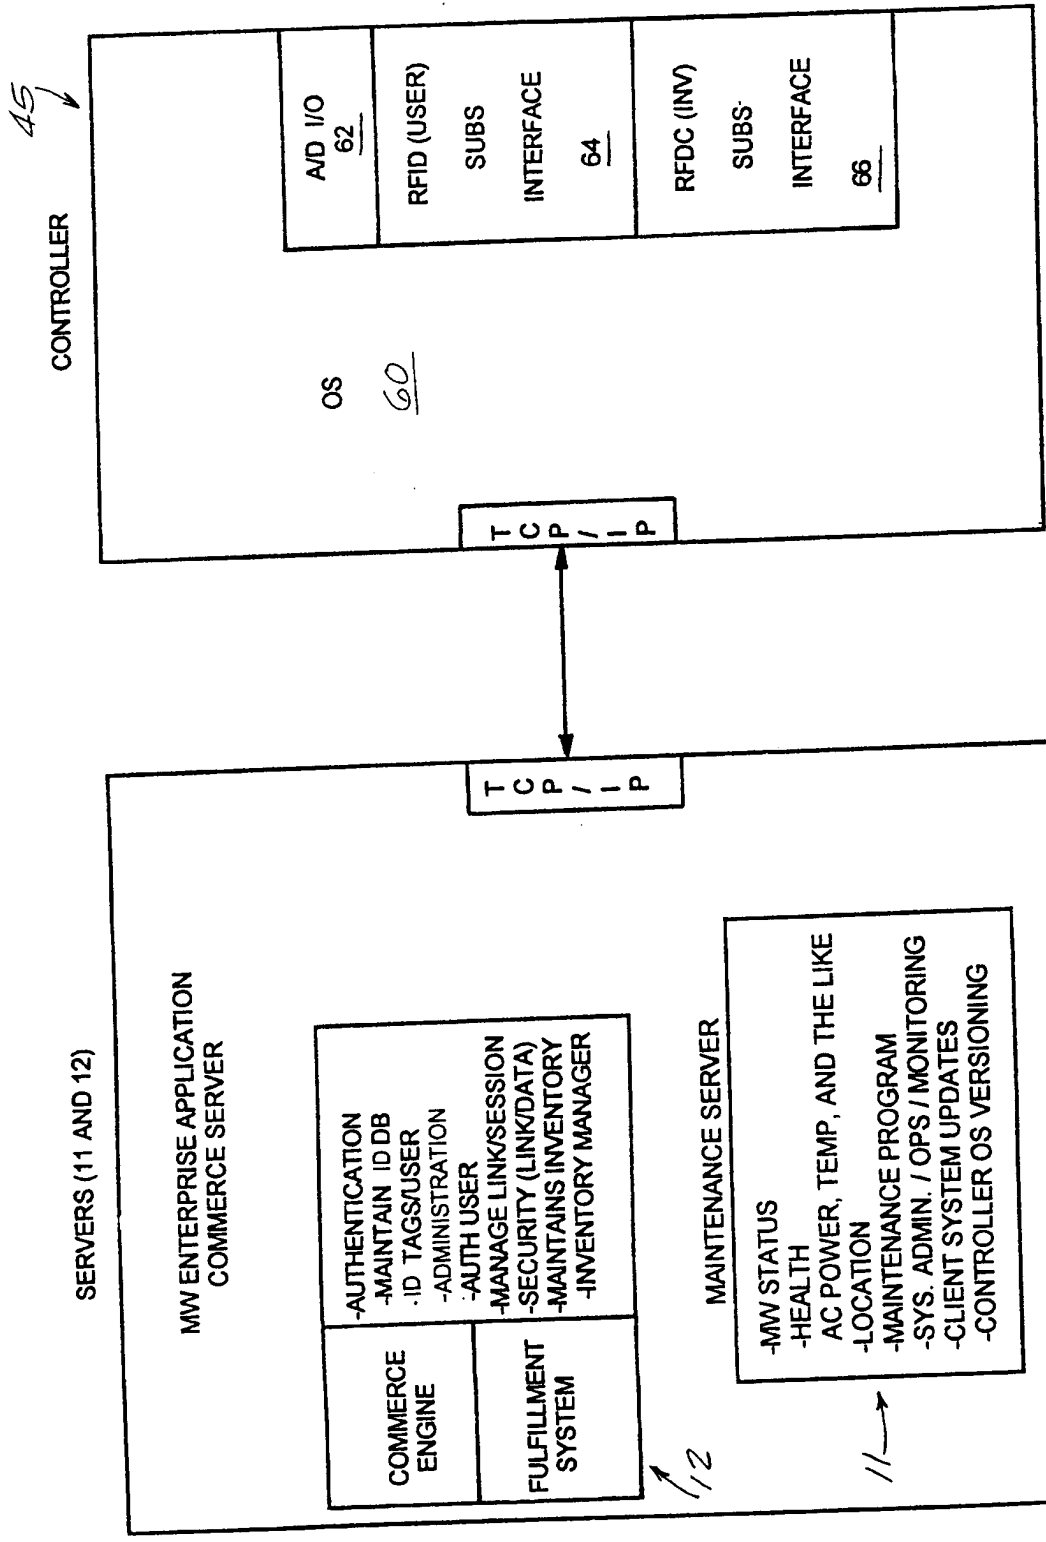 SERVERS (11 AND 12)
MW ENTERPRISE APPLICATION
COMMERCE SERVER
COMMERCE
ENGINE
FULFILLMENT
SYSTEM
-AUTHENTICATION
-MAINTAIN ID DB
-ID TAGS/USER
-ADMINISTRATION
-AUTH USER
-MANAGE LINK/SESSION
-SECURITY (LINK/DATA)
-MAINTAINS INVENTORY
-INVENTORY MANAGER
12
MAINTENANCE SERVER
-MW STATUS
-HEALTH
AC POWER, TEMP, AND THE LIKE
-LOCATION
-MAINTENANCE PROGRAM
-SYS. ADMIN. / OPS / MONITORING
-CLIENT SYSTEM UPDATES
-CONTROLLER OS VERSIONING
11
TCP/IP
TCP/IP
CONTROLLER
45
OS
60
A/D I/O
62
RFID (USER)
SUBS
INTERFACE
64
RFDC (INV)
SUBS-
INTERFACE
66